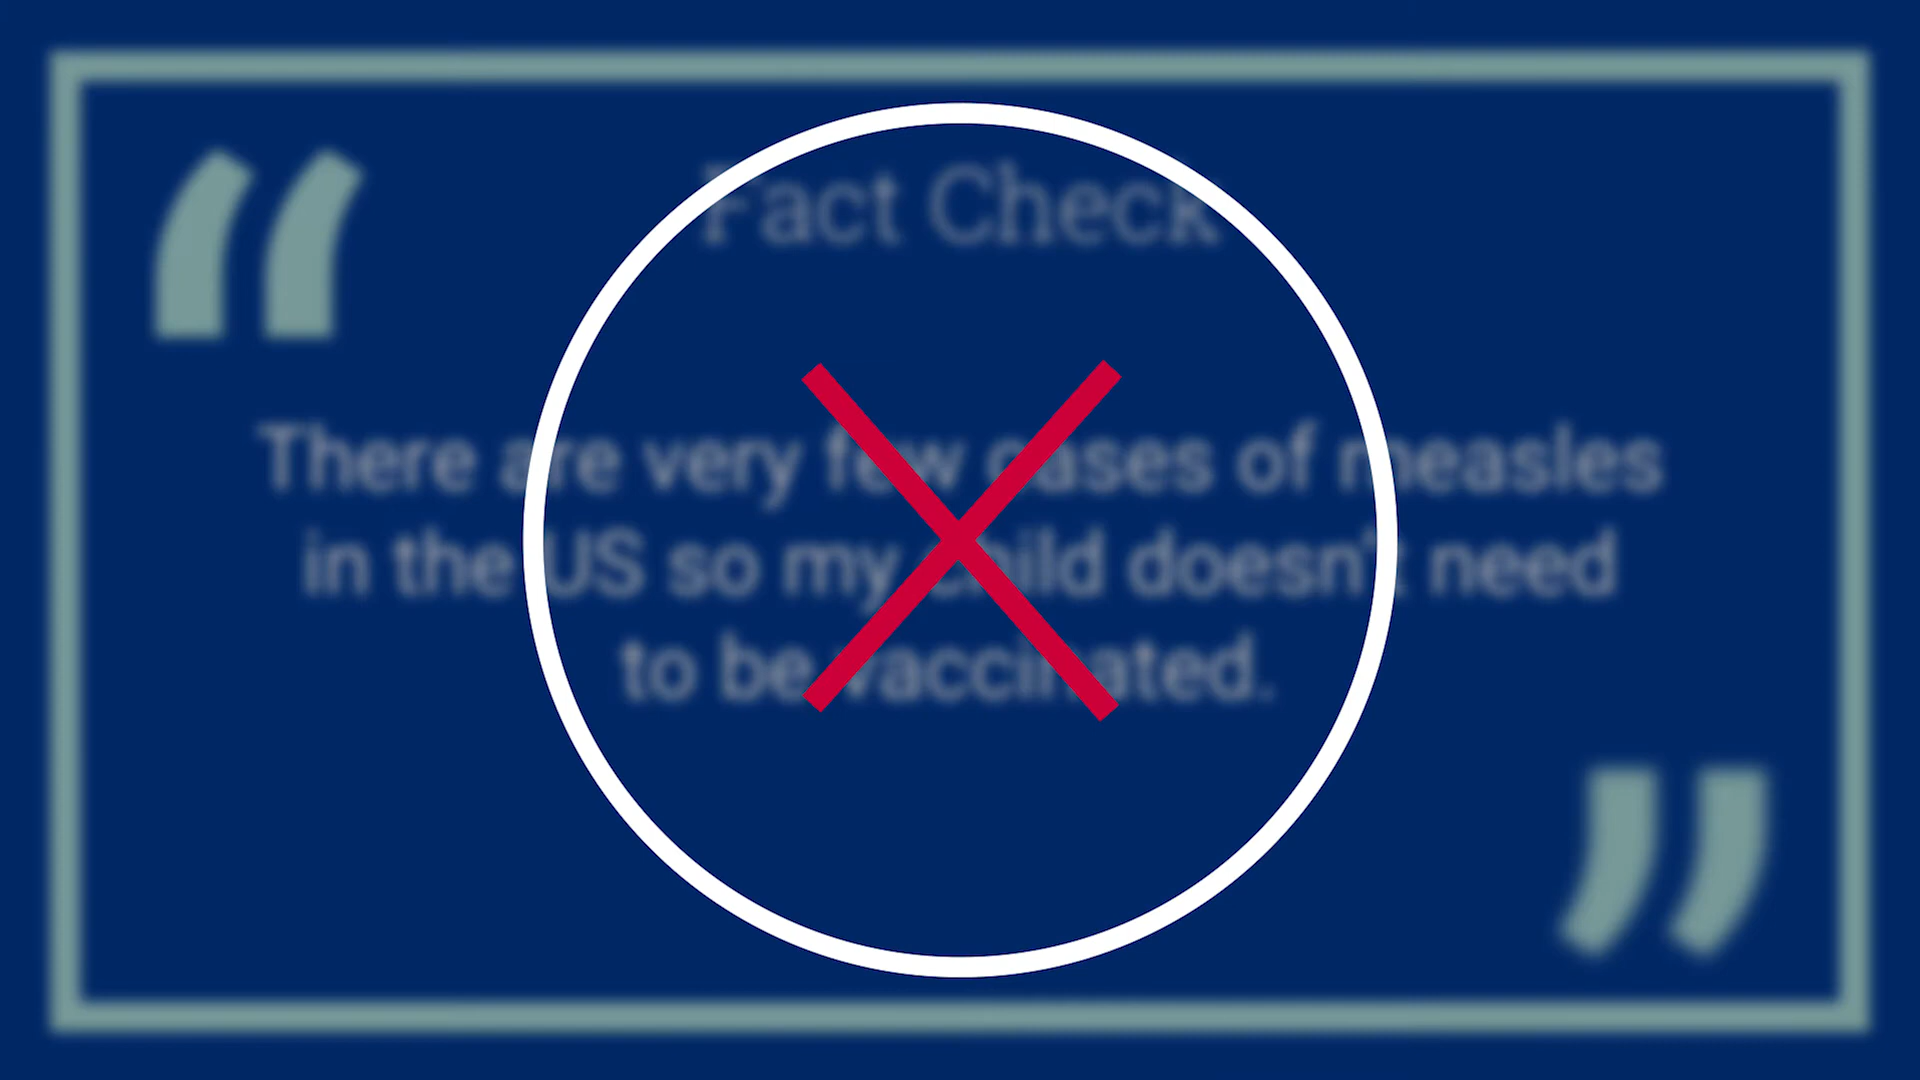 Fact Check
There are very few cases of measles
in the US so my child doesn't need
to be vaccinated.